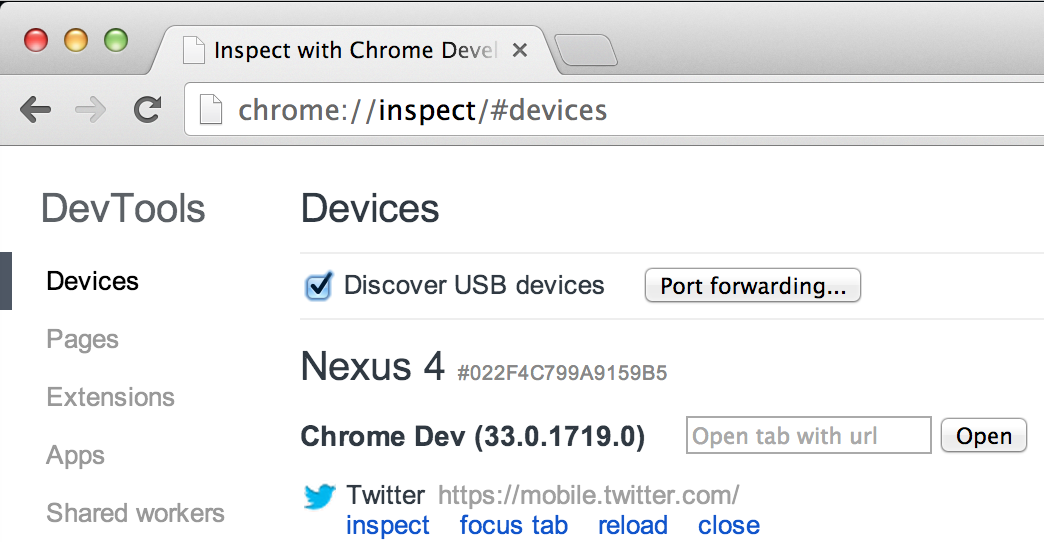 Inspect with Chrome Devel
chrome://inspect/#devices
DevTools
Devices
Pages
Extensions
Apps
Shared workers
Devices
Discover USB devices
Port forwarding...
Nexus 4 #022F4C799A9159B5
Chrome Dev (33.0.1719.0)
Open tab with url
Open
Twitter https://mobile.twitter.com/
inspect focus tab reload close